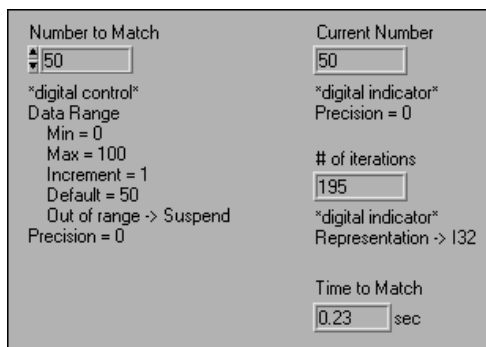 Number to Match
50
*digital control*
Data Range
Min = 0
Max = 100
Increment = 1
Default = 50
Out of range -> Suspend
Precision = 0
Current Number
50
*digital indicator*
Precision = 0
# of iterations
195
*digital indicator*
Representation -> I32
Time to Match
0.23 sec